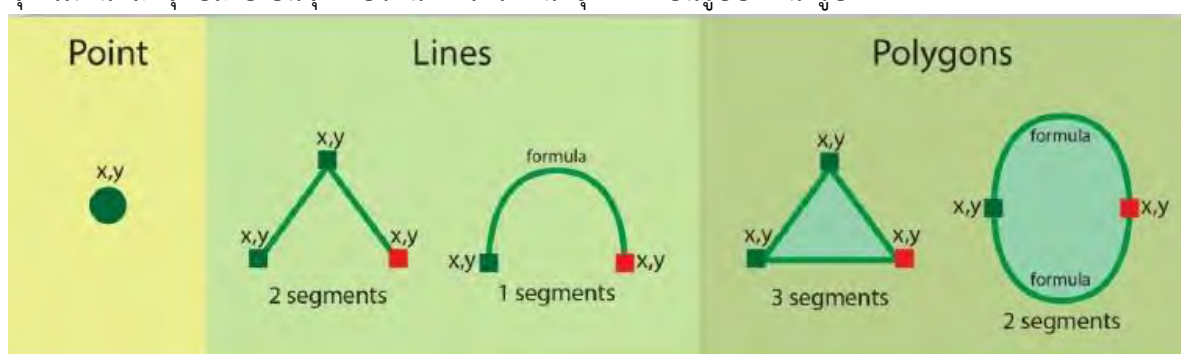 Point
x,y
Lines
x,y
x,y
x,y
2 segments
formula
x,y
x,y
1 segments
Polygons
x,y
x,y
x,y
3 segments
formula
x,y
x,y
formula
2 segments